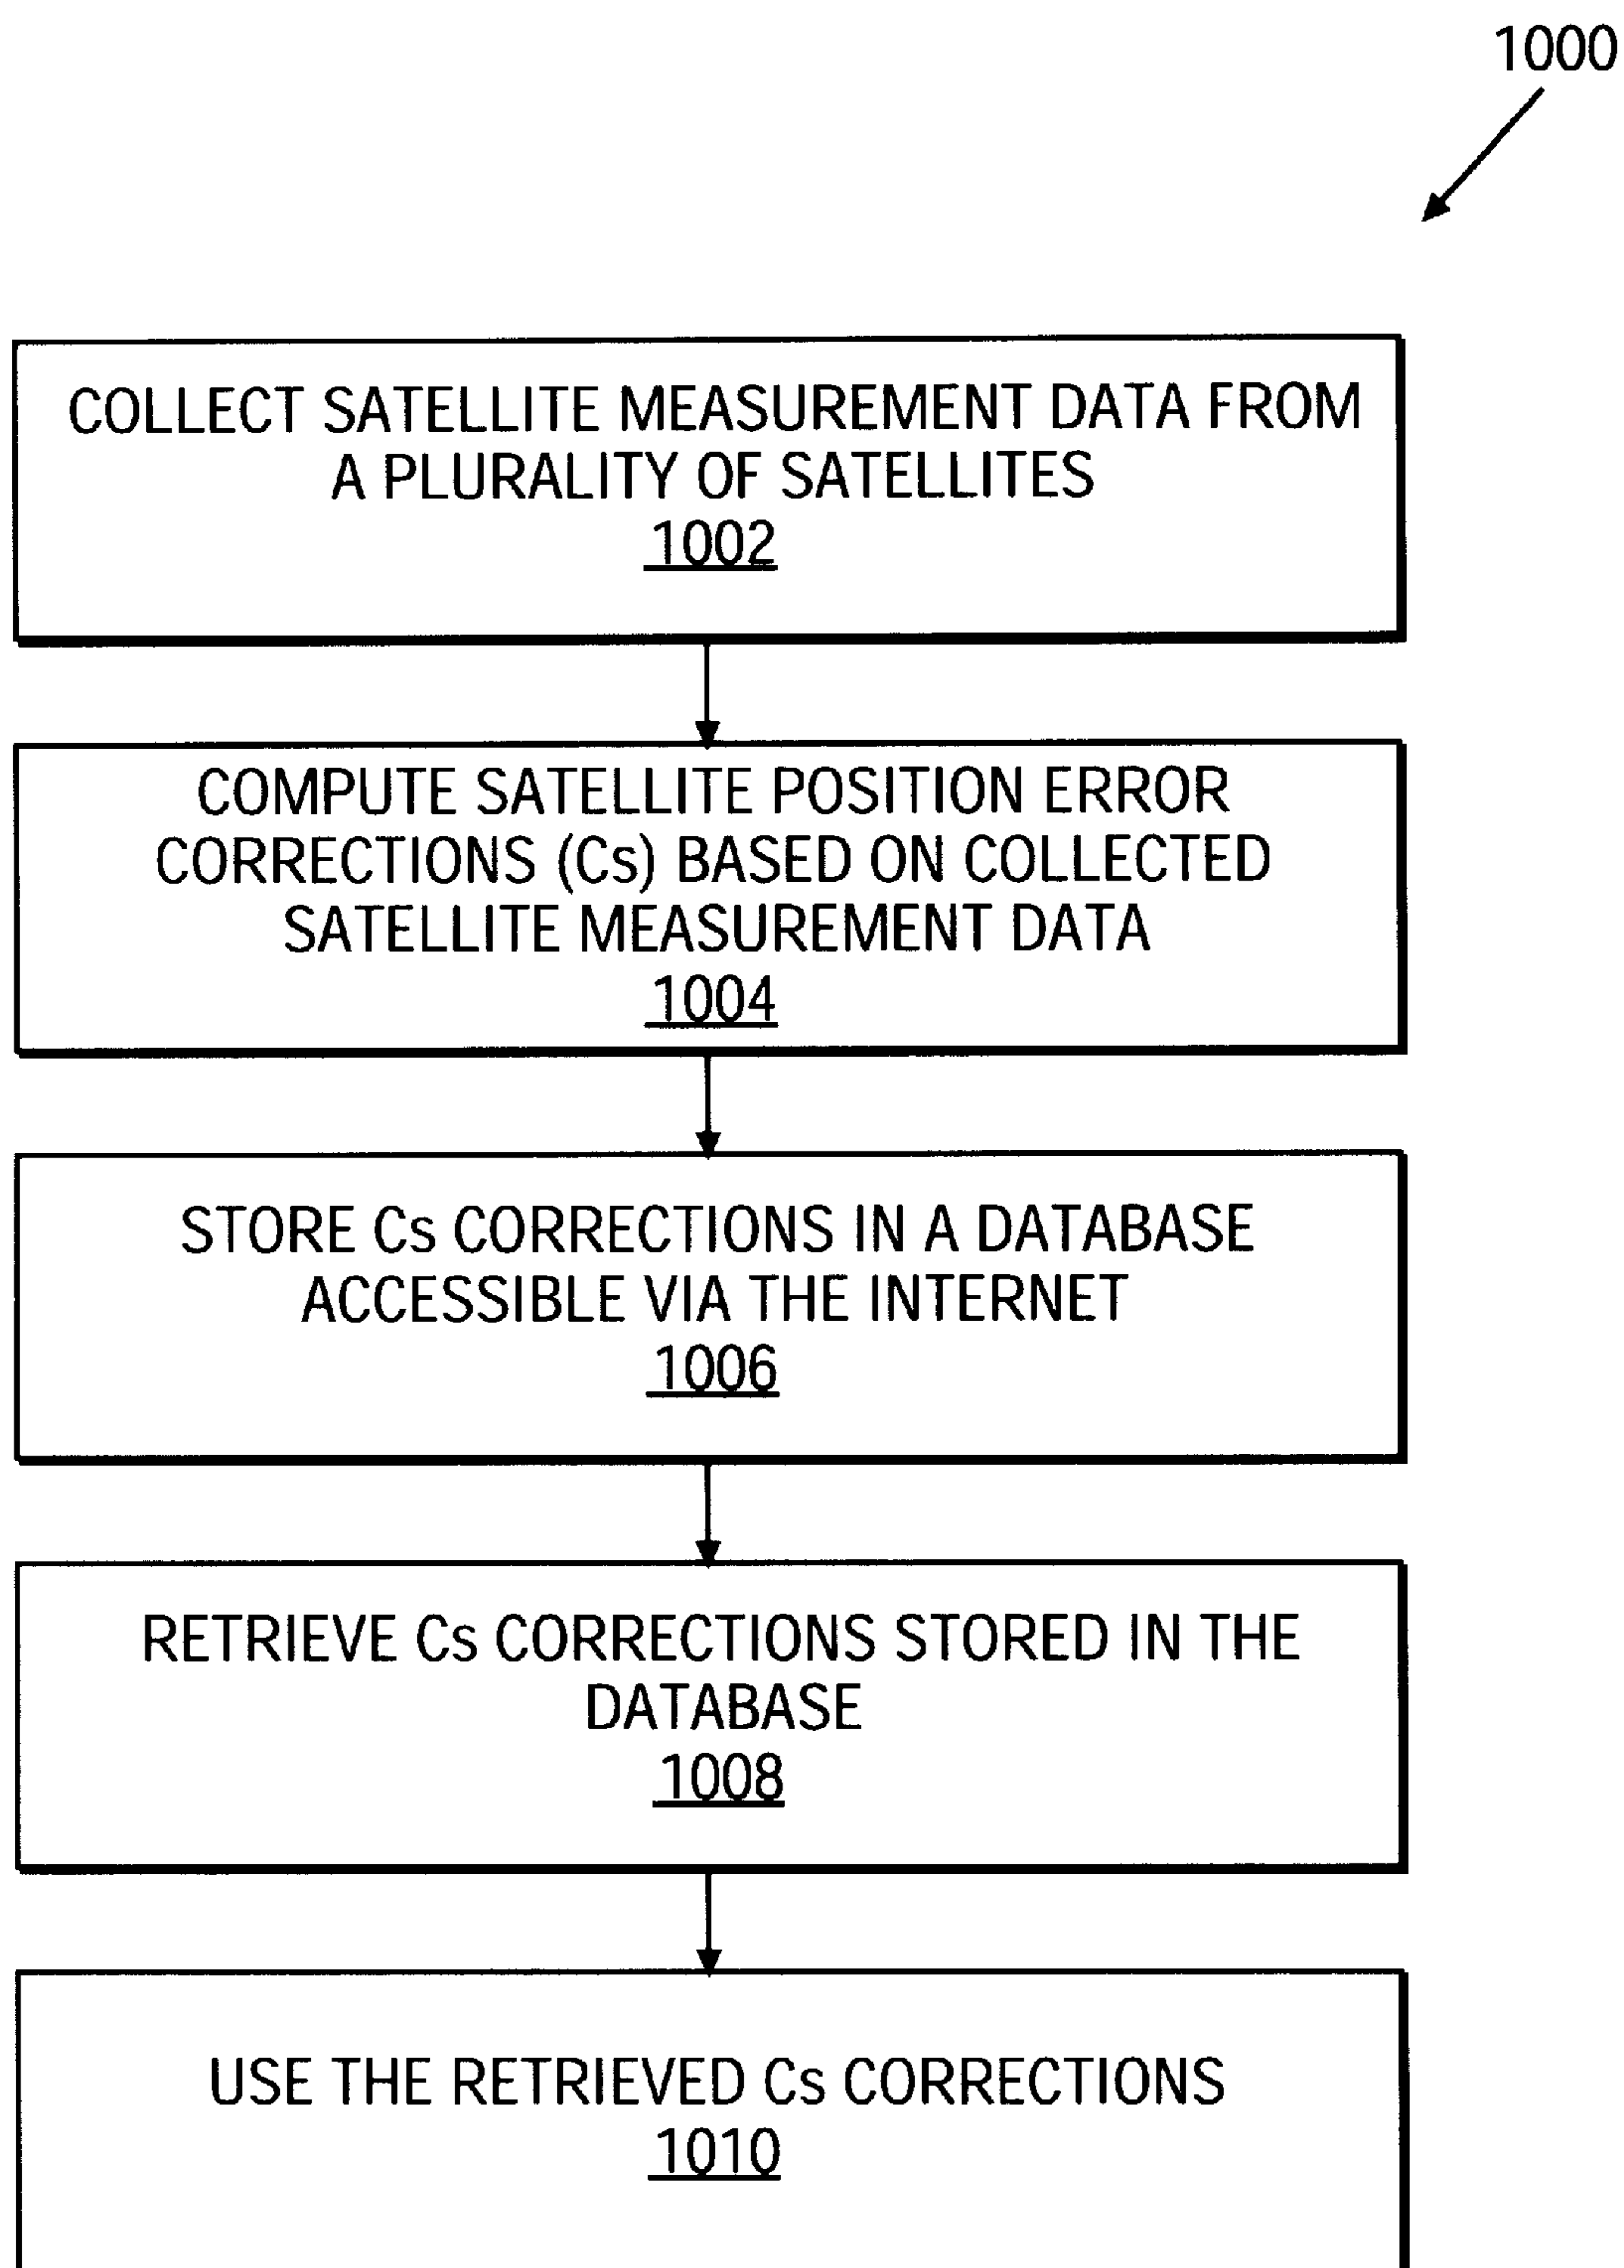 1000
COLLECT SATELLITE MEASUREMENT DATA FROM
A PLURALITY OF SATELLITES
1002
COMPUTE SATELLITE POSITION ERROR
CORRECTIONS (Cs) BASED ON COLLECTED
SATELLITE MEASUREMENT DATA
1004
STORE Cs CORRECTIONS IN A DATABASE
ACCESSIBLE VIA THE INTERNET
1006
RETRIEVE Cs CORRECTIONS STORED IN THE
DATABASE
1008
USE THE RETRIEVED Cs CORRECTIONS
1010